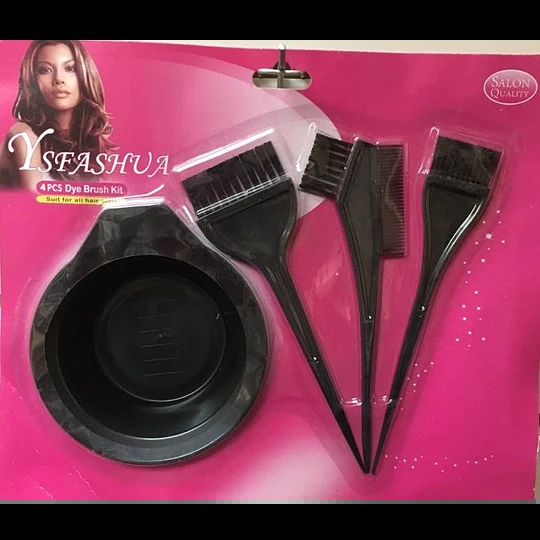 SALON
QUALITY
YSFASHUA
4 PCS Dye Brush Kit
Suit for all hair